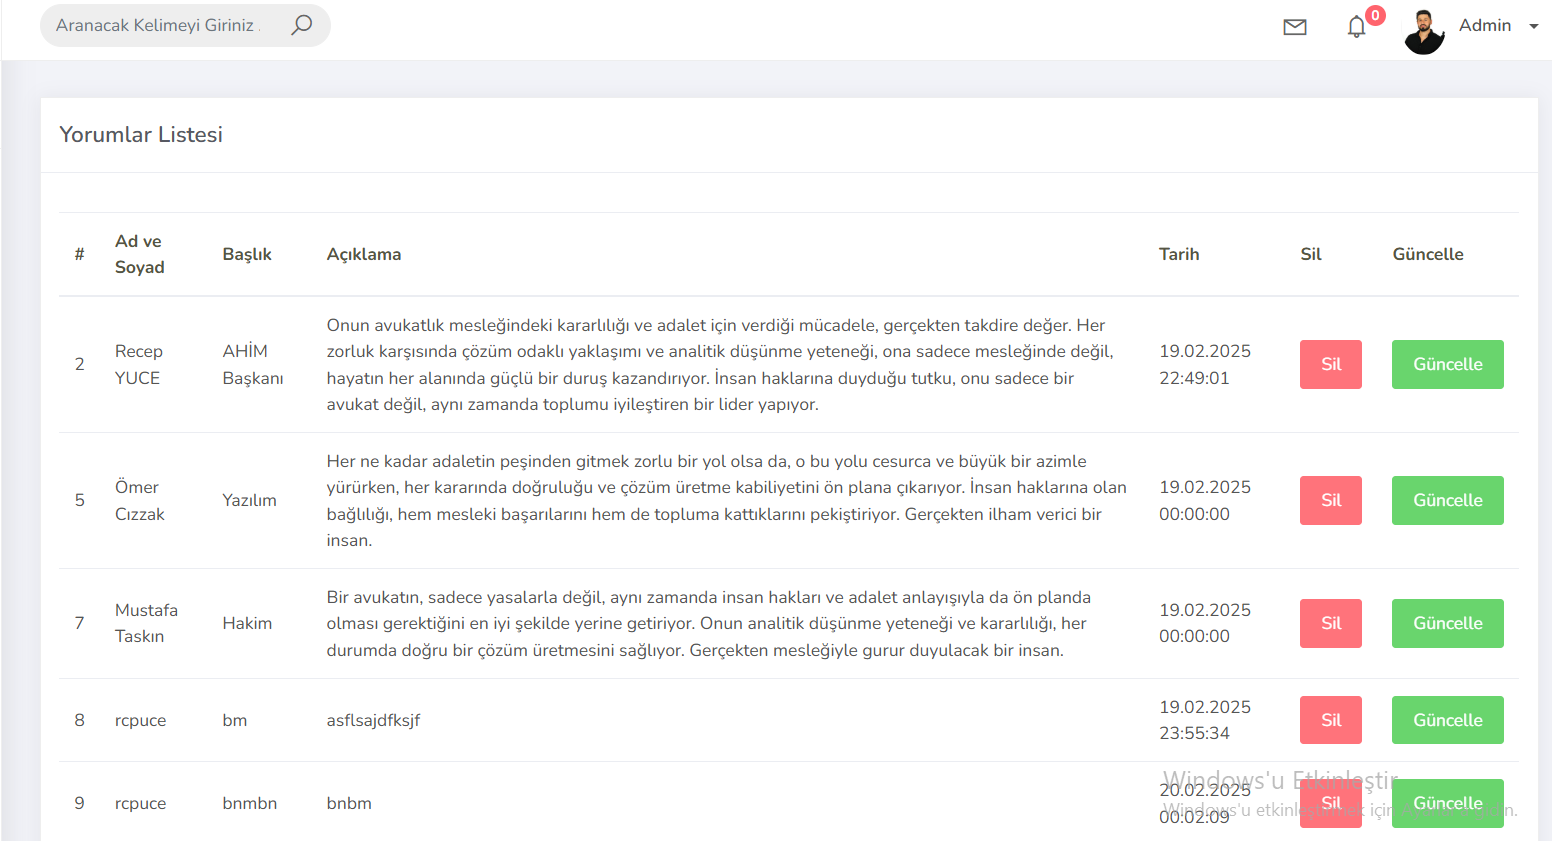 Aranacak Kelimeyi Giriniz .
0
Admin
Yorumlar Listesi
#
Ad ve
Soyad
Başlık
Açıklama
Tarih
Sil
Güncelle
2
Recep
YUCE
AHİM
Başkanı
Onun avukatlık mesleğindeki kararlılığı ve adalet için verdiği mücadele, gerçekten takdire değer. Her
zorluk karşısında çözüm odaklı yaklaşımı ve analitik düşünme yeteneği, ona sadece mesleğinde değil,
hayatın her alanında güçlü bir duruş kazandırıyor. İnsan haklarına duyduğu tutku, onu sadece bir
avukat değil, aynı zamanda toplumu iyileştiren bir lider yapıyor.
19.02.2025
22:49:01
Sil
Güncelle
5
Ömer
Cızzak
Yazılım
Her ne kadar adaletin peşinden gitmek zorlu bir yol olsa da, o bu yolu cesurca ve büyük bir azimle
yürürken, her kararında doğruluğu ve çözüm üretme kabiliyetini ön plana çıkarıyor. İnsan haklarına olan
bağlılığı, hem mesleki başarılarını hem de topluma kattıklarını pekiştiriyor. Gerçekten ilham verici bir
insan.
19.02.2025
00:00:00
Sil
Güncelle
7
Mustafa
Taskın
Hakim
Bir avukatın, sadece yasalarla değil, aynı zamanda insan hakları ve adalet anlayışıyla da ön planda
olması gerektiğini en iyi şekilde yerine getiriyor. Onun analitik düşünme yeteneği ve kararlılığı, her
durumda doğru bir çözüm üretmesini sağlıyor. Gerçekten mesleğiyle gurur duyulacak bir insan.
19.02.2025
00:00:00
Sil
Güncelle
8
rcpuce
bm
asflsajdfksjf
19.02.2025
23:55:34
Sil
Güncelle
9
rcpuce
bnmbn
bnbm
20.02.2025
00:02:09
Sil
Güncelle
Windows'u Etkinleştir
Windows'u etkinleştirmek için